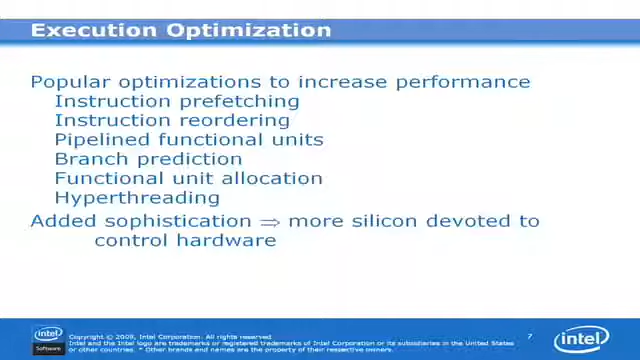 Execution Optimization
Popular optimizations to increase performance
Instruction prefetching
Instruction reordering
Pipelined functional units
Branch prediction
Functional unit allocation
Hyperthreading
Added sophistication ⇒ more silicon devoted to
control hardware
intel
Software
Copyright © 2009, Intel Corporation. All rights reserved
Intel and the Intel logo are trademarks or registered trademarks of Intel Corporation or its subsidiaries in the United States
or other countries. * Other brands and names are the property of their respective owners.
7
intel